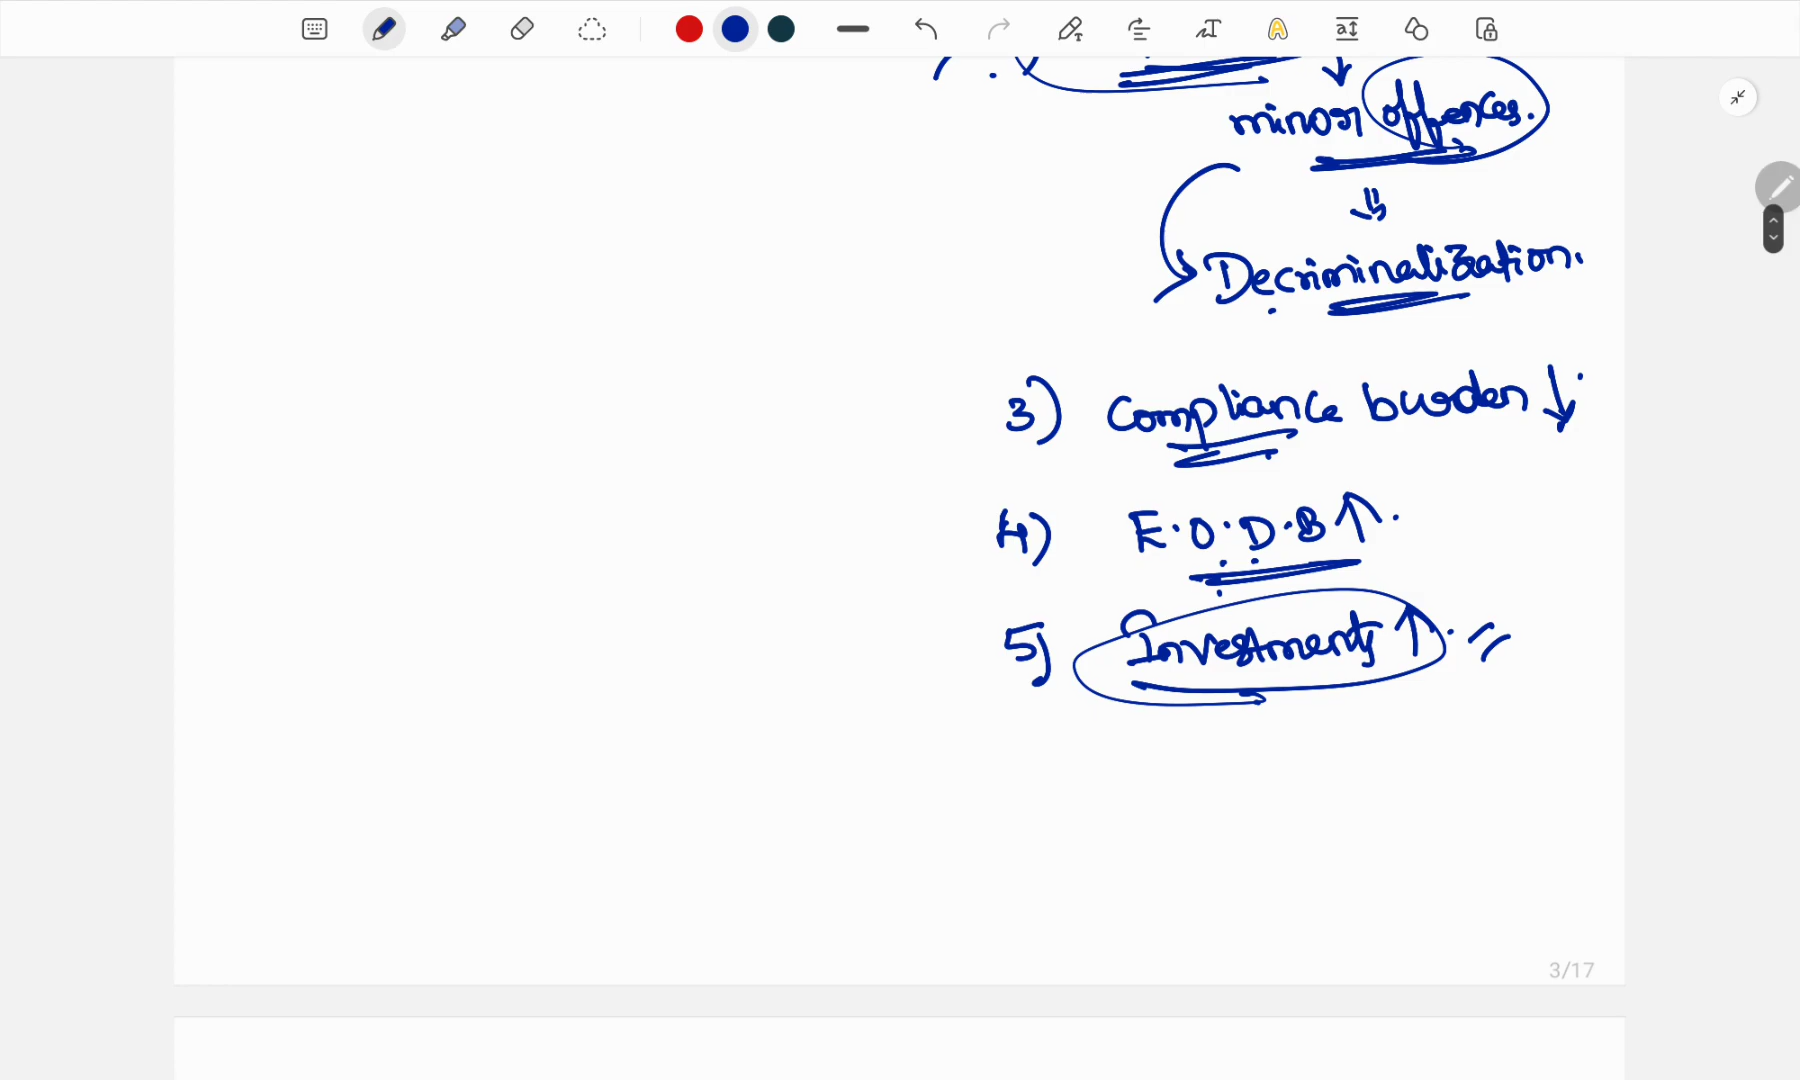 minor offences.
Decriminalization.
3) Compliance burden ↓
4) E.O.D.B ↑
5) Investments ↑
3/17